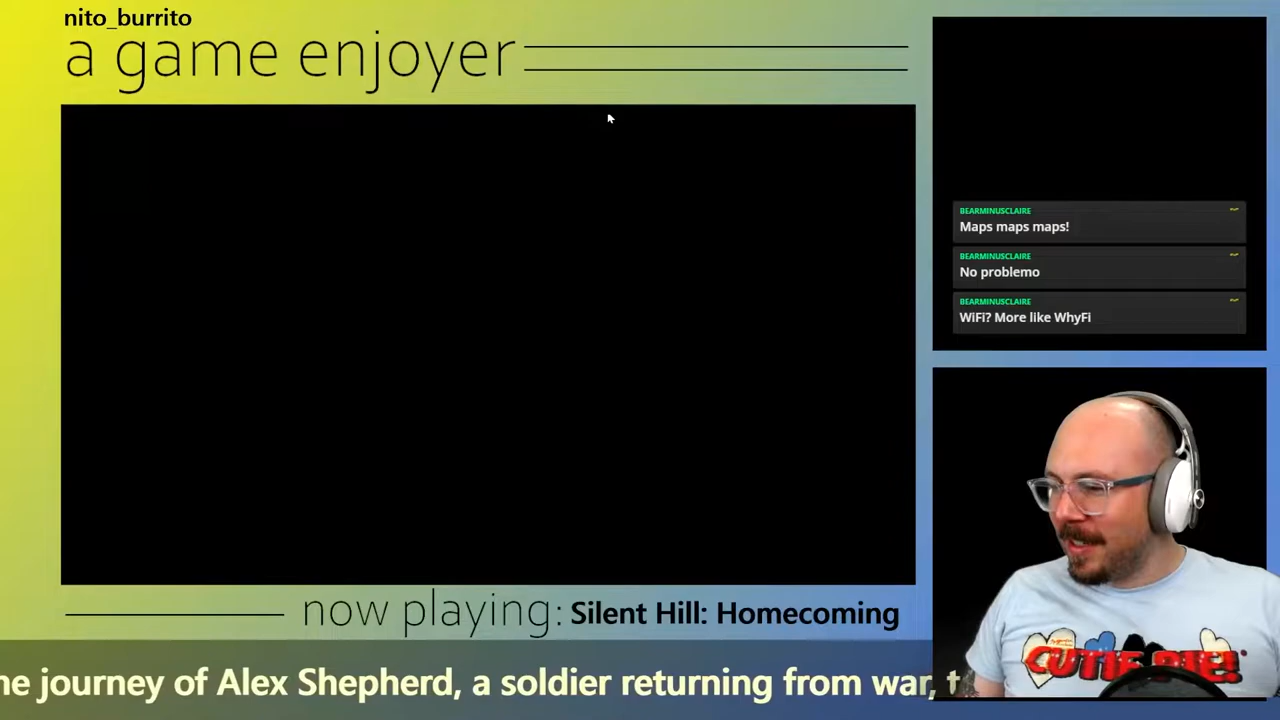 nito_burrito
a game enjoyer
BEARMINUSCLAIRE
Maps maps maps!
BEARMINUSCLAIRE
No problemo
BEARMINUSCLAIRE
WiFi? More like WhyFi
CUTIE PIE!
now playing: Silent Hill: Homecoming
he journey of Alex Shepherd, a soldier returning from war, t